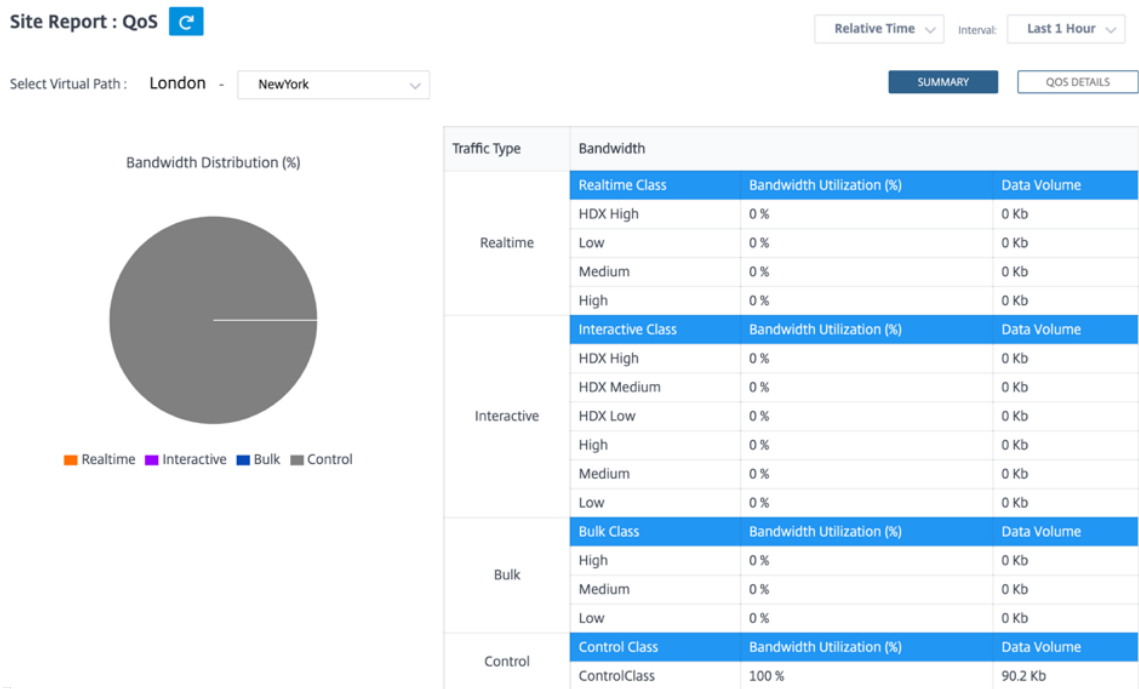 Site Report : QoS
Relative Time Interval: Last 1 Hour
Select Virtual Path : London - NewYork
SUMMARY QOS DETAILS
Bandwidth Distribution (%)
Realtime Interactive Bulk Control
Traffic Type Bandwidth
Realtime
Realtime Class Bandwidth Utilization (%) Data Volume
HDX High 0 % 0 Kb
Low 0 % 0 Kb
Medium 0 % 0 Kb
High 0 % 0 Kb
Interactive
Interactive Class Bandwidth Utilization (%) Data Volume
HDX High 0 % 0 Kb
HDX Medium 0 % 0 Kb
HDX Low 0 % 0 Kb
High 0 % 0 Kb
Medium 0 % 0 Kb
Low 0 % 0 Kb
Bulk
Bulk Class Bandwidth Utilization (%) Data Volume
High 0 % 0 Kb
Medium 0 % 0 Kb
Low 0 % 0 Kb
Control
Control Class Bandwidth Utilization (%) Data Volume
ControlClass 100 % 90.2 Kb